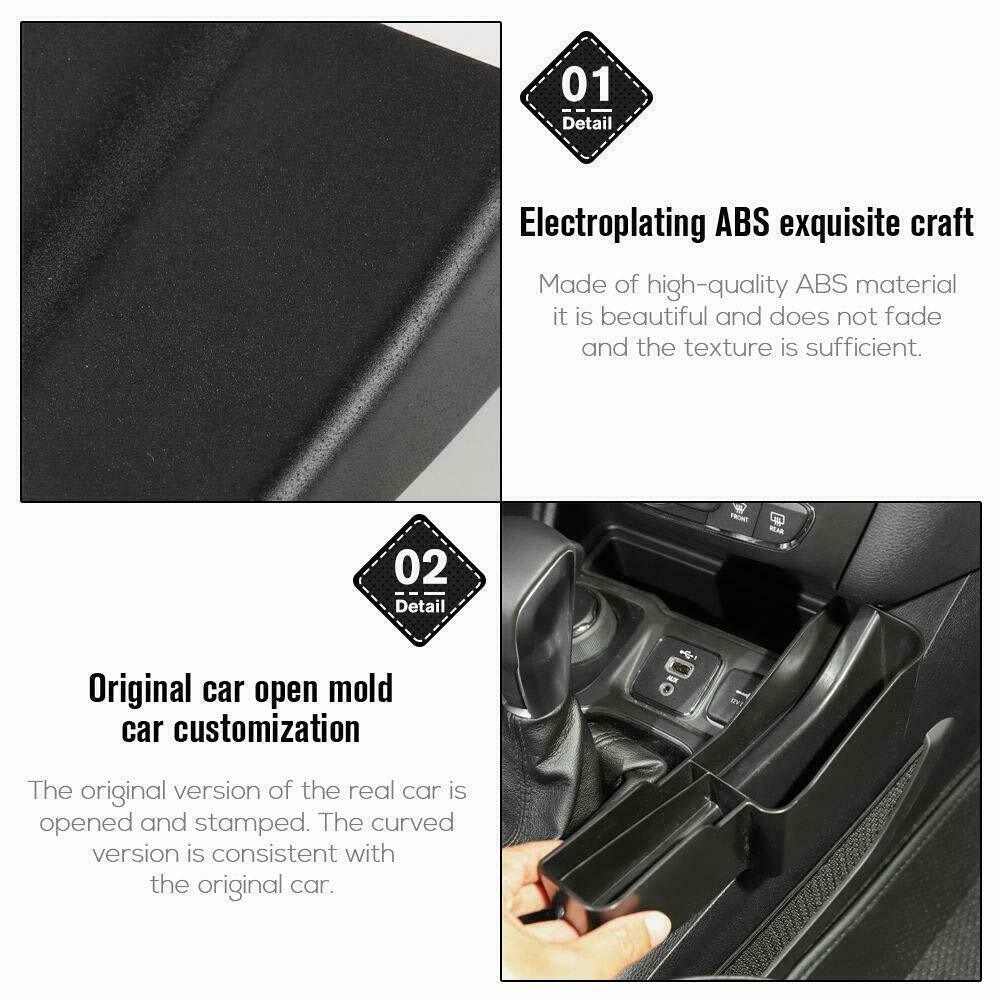 01
Detail
Electroplating ABS exquisite craft
Made of high-quality ABS material
it is beautiful and does not fade
and the texture is sufficient.
02
Detail
Original car open mold
car customization
The original version of the real car is
opened and stamped. The curved
version is consistent with
the original car.
FRONT
REAR
1
AUX
12V